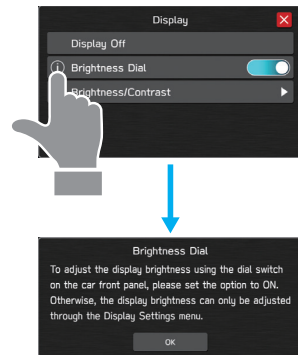 Display
Display Off
Brightness Dial
Brightness/Contrast
Brightness Dial
To adjust the display brightness using the dial switch
on the car front panel, please set the option to ON.
Otherwise, the display brightness can only be adjusted
through the Display Settings menu.
OK